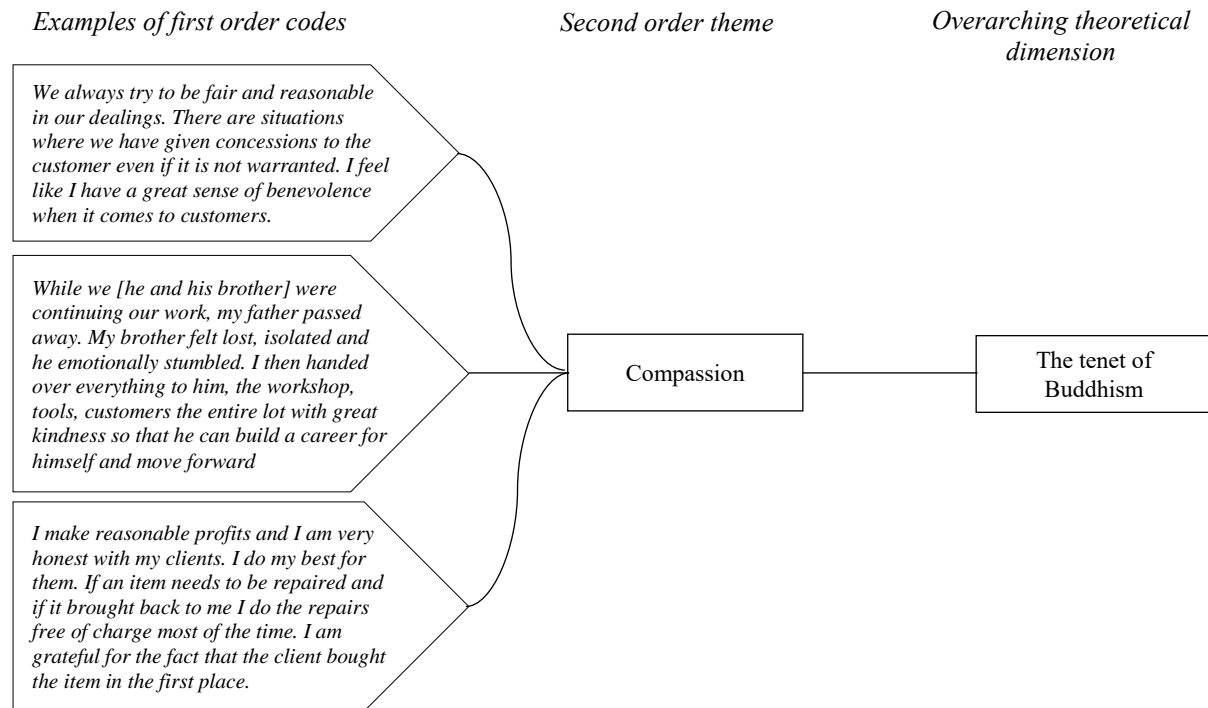 Examples of first order codes
Second order theme
Overarching theoretical
dimension
We always try to be fair and reasonable
in our dealings. There are situations
where we have given concessions to the
customer even if it is not warranted. I feel
like I have a great sense of benevolence
when it comes to customers.
While we [he and his brother] were
continuing our work, my father passed
away. My brother felt lost, isolated and
he emotionally stumbled. I then handed
over everything to him, the workshop,
tools, customers the entire lot with great
kindness so that he can build a career for
himself and move forward
I make reasonable profits and I am very
honest with my clients. I do my best for
them. If an item needs to be repaired and
if it brought back to me I do the repairs
free of charge most of the time. I am
grateful for the fact that the client bought
the item in the first place.
Compassion
The tenet of
Buddhism